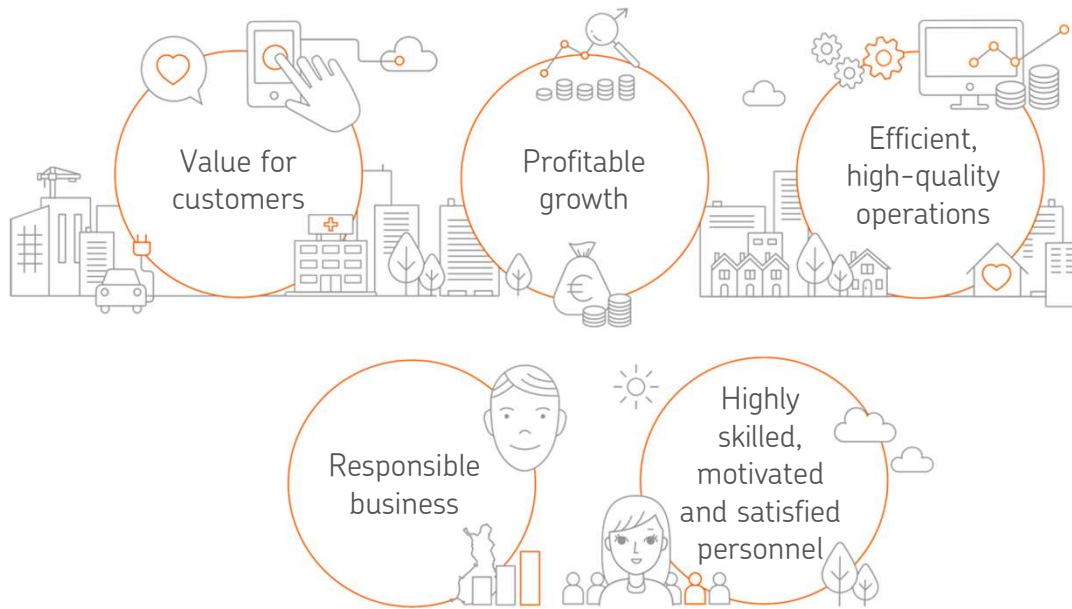 Value for
customers
Profitable
growth
Efficient,
high-quality
operations
Responsible
business
Highly
skilled,
motivated
and satisfied
personnel